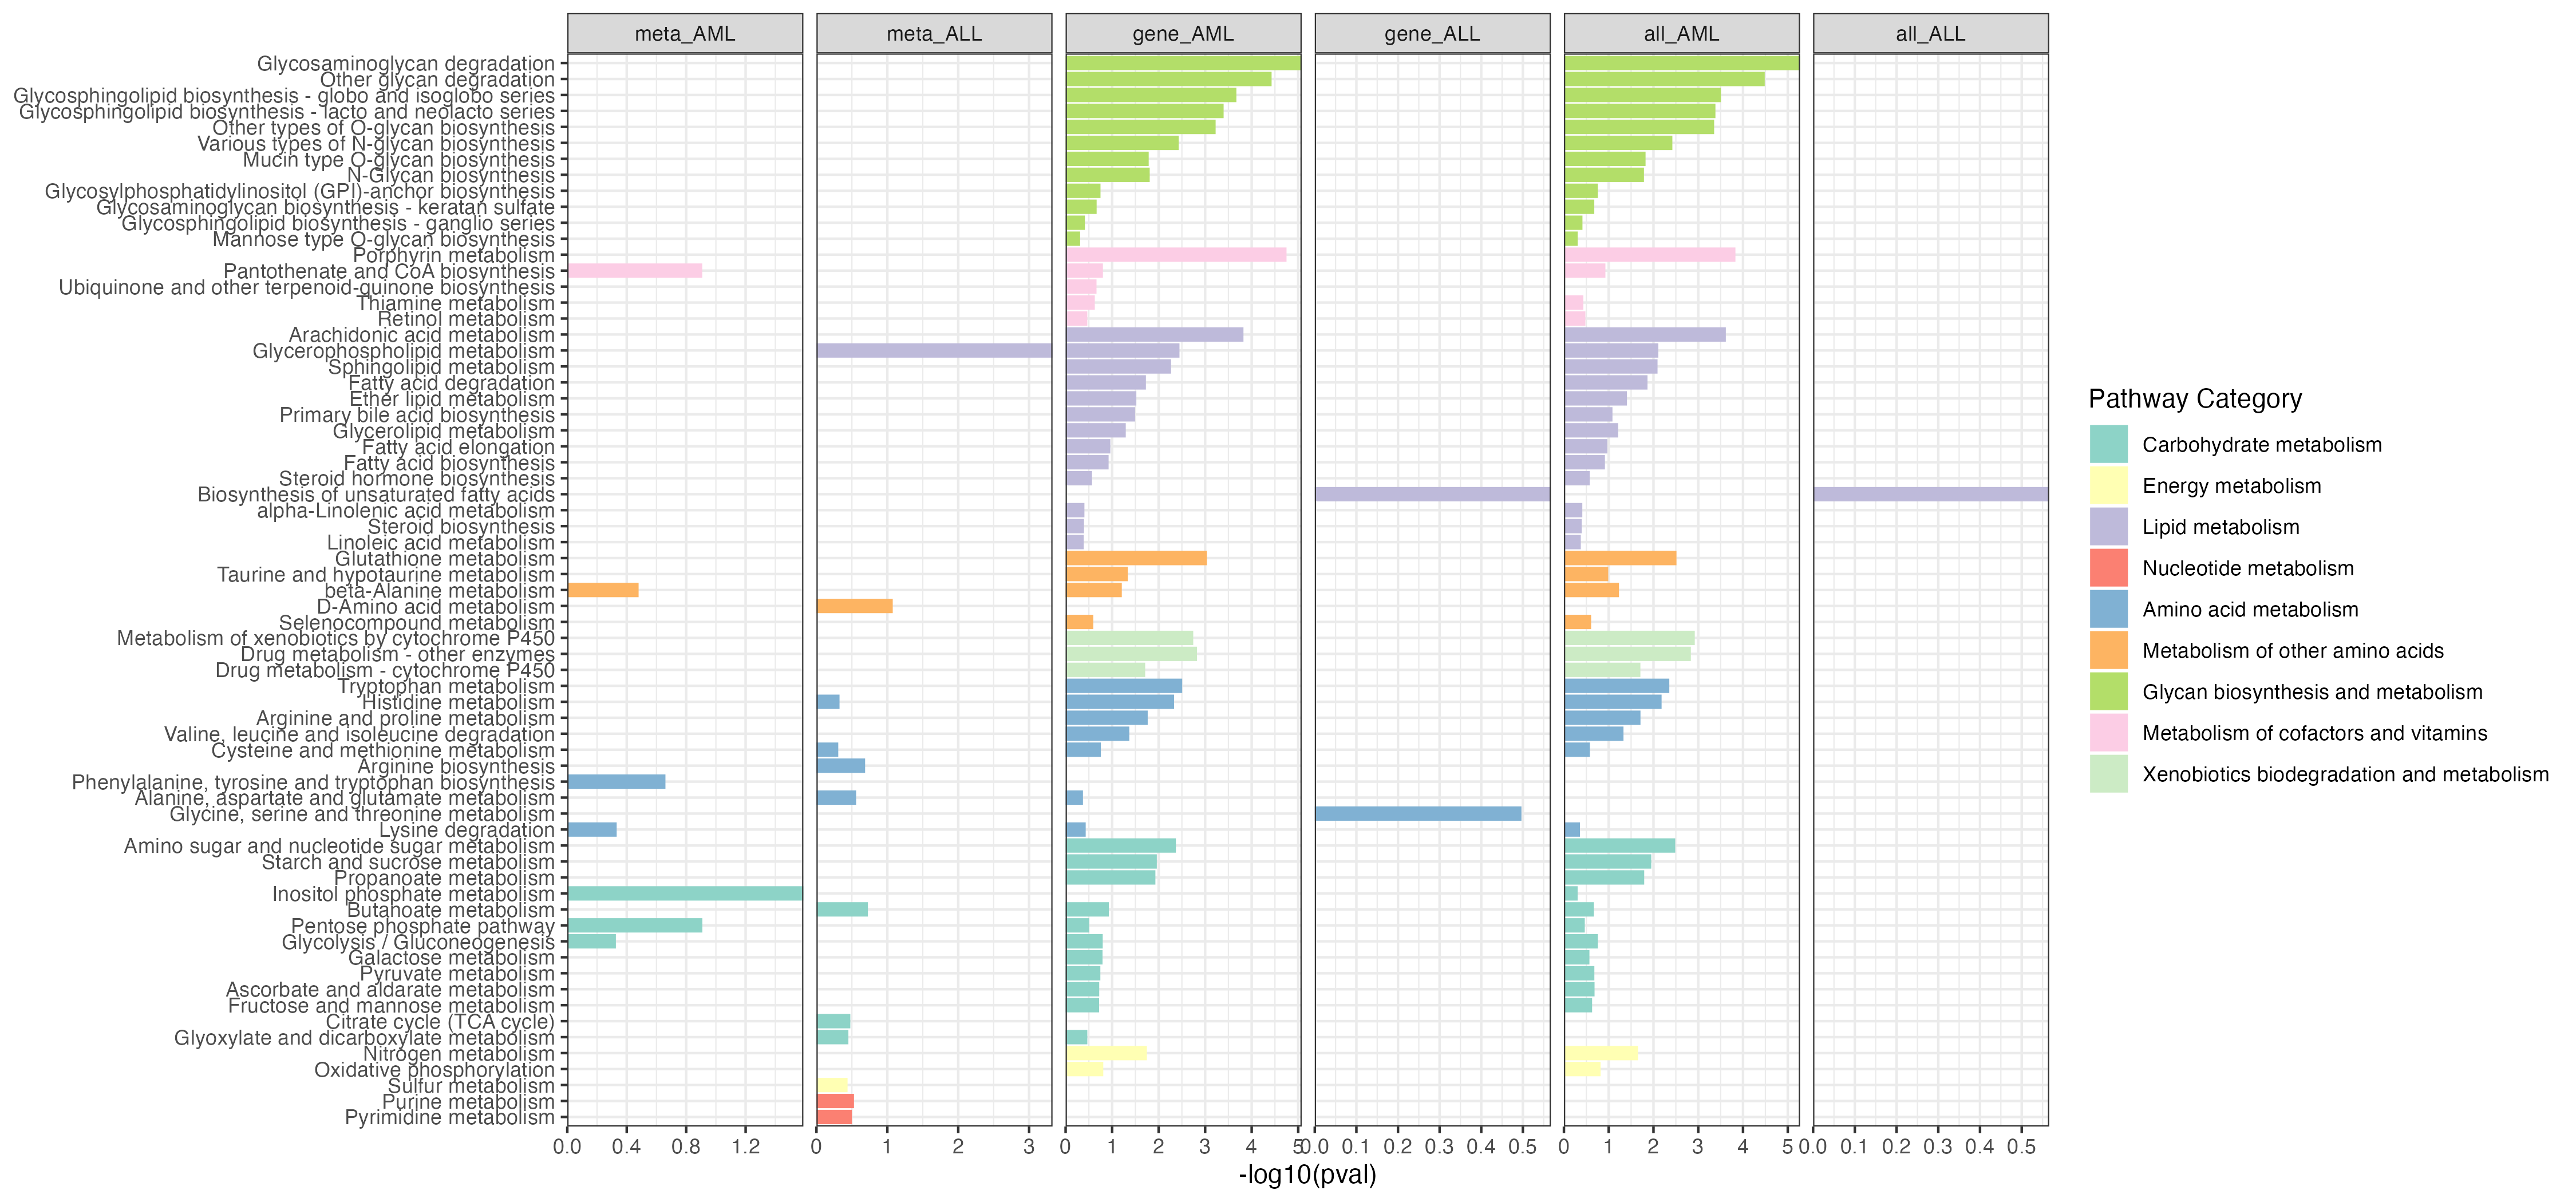 meta_AML
meta_ALL
gene_AML
gene_ALL
all_AML
all_ALL
Glycosaminoglycan degradation
Other glycan degradation
Glycosphingolipid biosynthesis - globo and isoglobo series
Glycosphingolipid biosynthesis - lacto and neolacto series
Other types of O-glycan biosynthesis
Various types of N-glycan biosynthesis
Mucin type O-glycan biosynthesis
N-Glycan biosynthesis
Glycosylphosphatidylinositol (GPI)-anchor biosynthesis
Glycosaminoglycan biosynthesis - keratan sulfate
Glycosphingolipid biosynthesis - ganglio series
Mannose type O-glycan biosynthesis
Porphyrin metabolism
Pantothenate and CoA biosynthesis
Ubiquinone and other terpenoid-quinone biosynthesis
Thiamine metabolism
Retinol metabolism
Arachidonic acid metabolism
Glycerophospholipid metabolism
Sphingolipid metabolism
Fatty acid degradation
Ether lipid metabolism
Primary bile acid biosynthesis
Glycerolipid metabolism
Fatty acid elongation
Fatty acid biosynthesis
Steroid hormone biosynthesis
Biosynthesis of unsaturated fatty acids
alpha-Linolenic acid metabolism
Steroid biosynthesis
Linoleic acid metabolism
Glutathione metabolism
Taurine and hypotaurine metabolism
beta-Alanine metabolism
D-Amino acid metabolism
Selenocompound metabolism
Metabolism of xenobiotics by cytochrome P450
Drug metabolism - other enzymes
Drug metabolism - cytochrome P450
Tryptophan metabolism
Histidine metabolism
Arginine and proline metabolism
Valine, leucine and isoleucine degradation
Cysteine and methionine metabolism
Arginine biosynthesis
Phenylalanine, tyrosine and tryptophan biosynthesis
Alanine, aspartate and glutamate metabolism
Glycine, serine and threonine metabolism
Lysine degradation
Amino sugar and nucleotide sugar metabolism
Starch and sucrose metabolism
Propanoate metabolism
Inositol phosphate metabolism
Butanoate metabolism
Pentose phosphate pathway
Glycolysis / Gluconeogenesis
Galactose metabolism
Pyruvate metabolism
Ascorbate and aldarate metabolism
Fructose and mannose metabolism
Citrate cycle (TCA cycle)
Glyoxylate and dicarboxylate metabolism
Nitrogen metabolism
Oxidative phosphorylation
Sulfur metabolism
Purine metabolism
Pyrimidine metabolism
0.0 0.4 0.8 1.2
0 1 2 3
0 1 2 3 4 5
0.0 0.1 0.2 0.3 0.4 0.5
0 1 2 3 4 5
0.0 0.1 0.2 0.3 0.4 0.5
-log10(pval)
Pathway Category
Carbohydrate metabolism
Energy metabolism
Lipid metabolism
Nucleotide metabolism
Amino acid metabolism
Metabolism of other amino acids
Glycan biosynthesis and metabolism
Metabolism of cofactors and vitamins
Xenobiotics biodegradation and metabolism